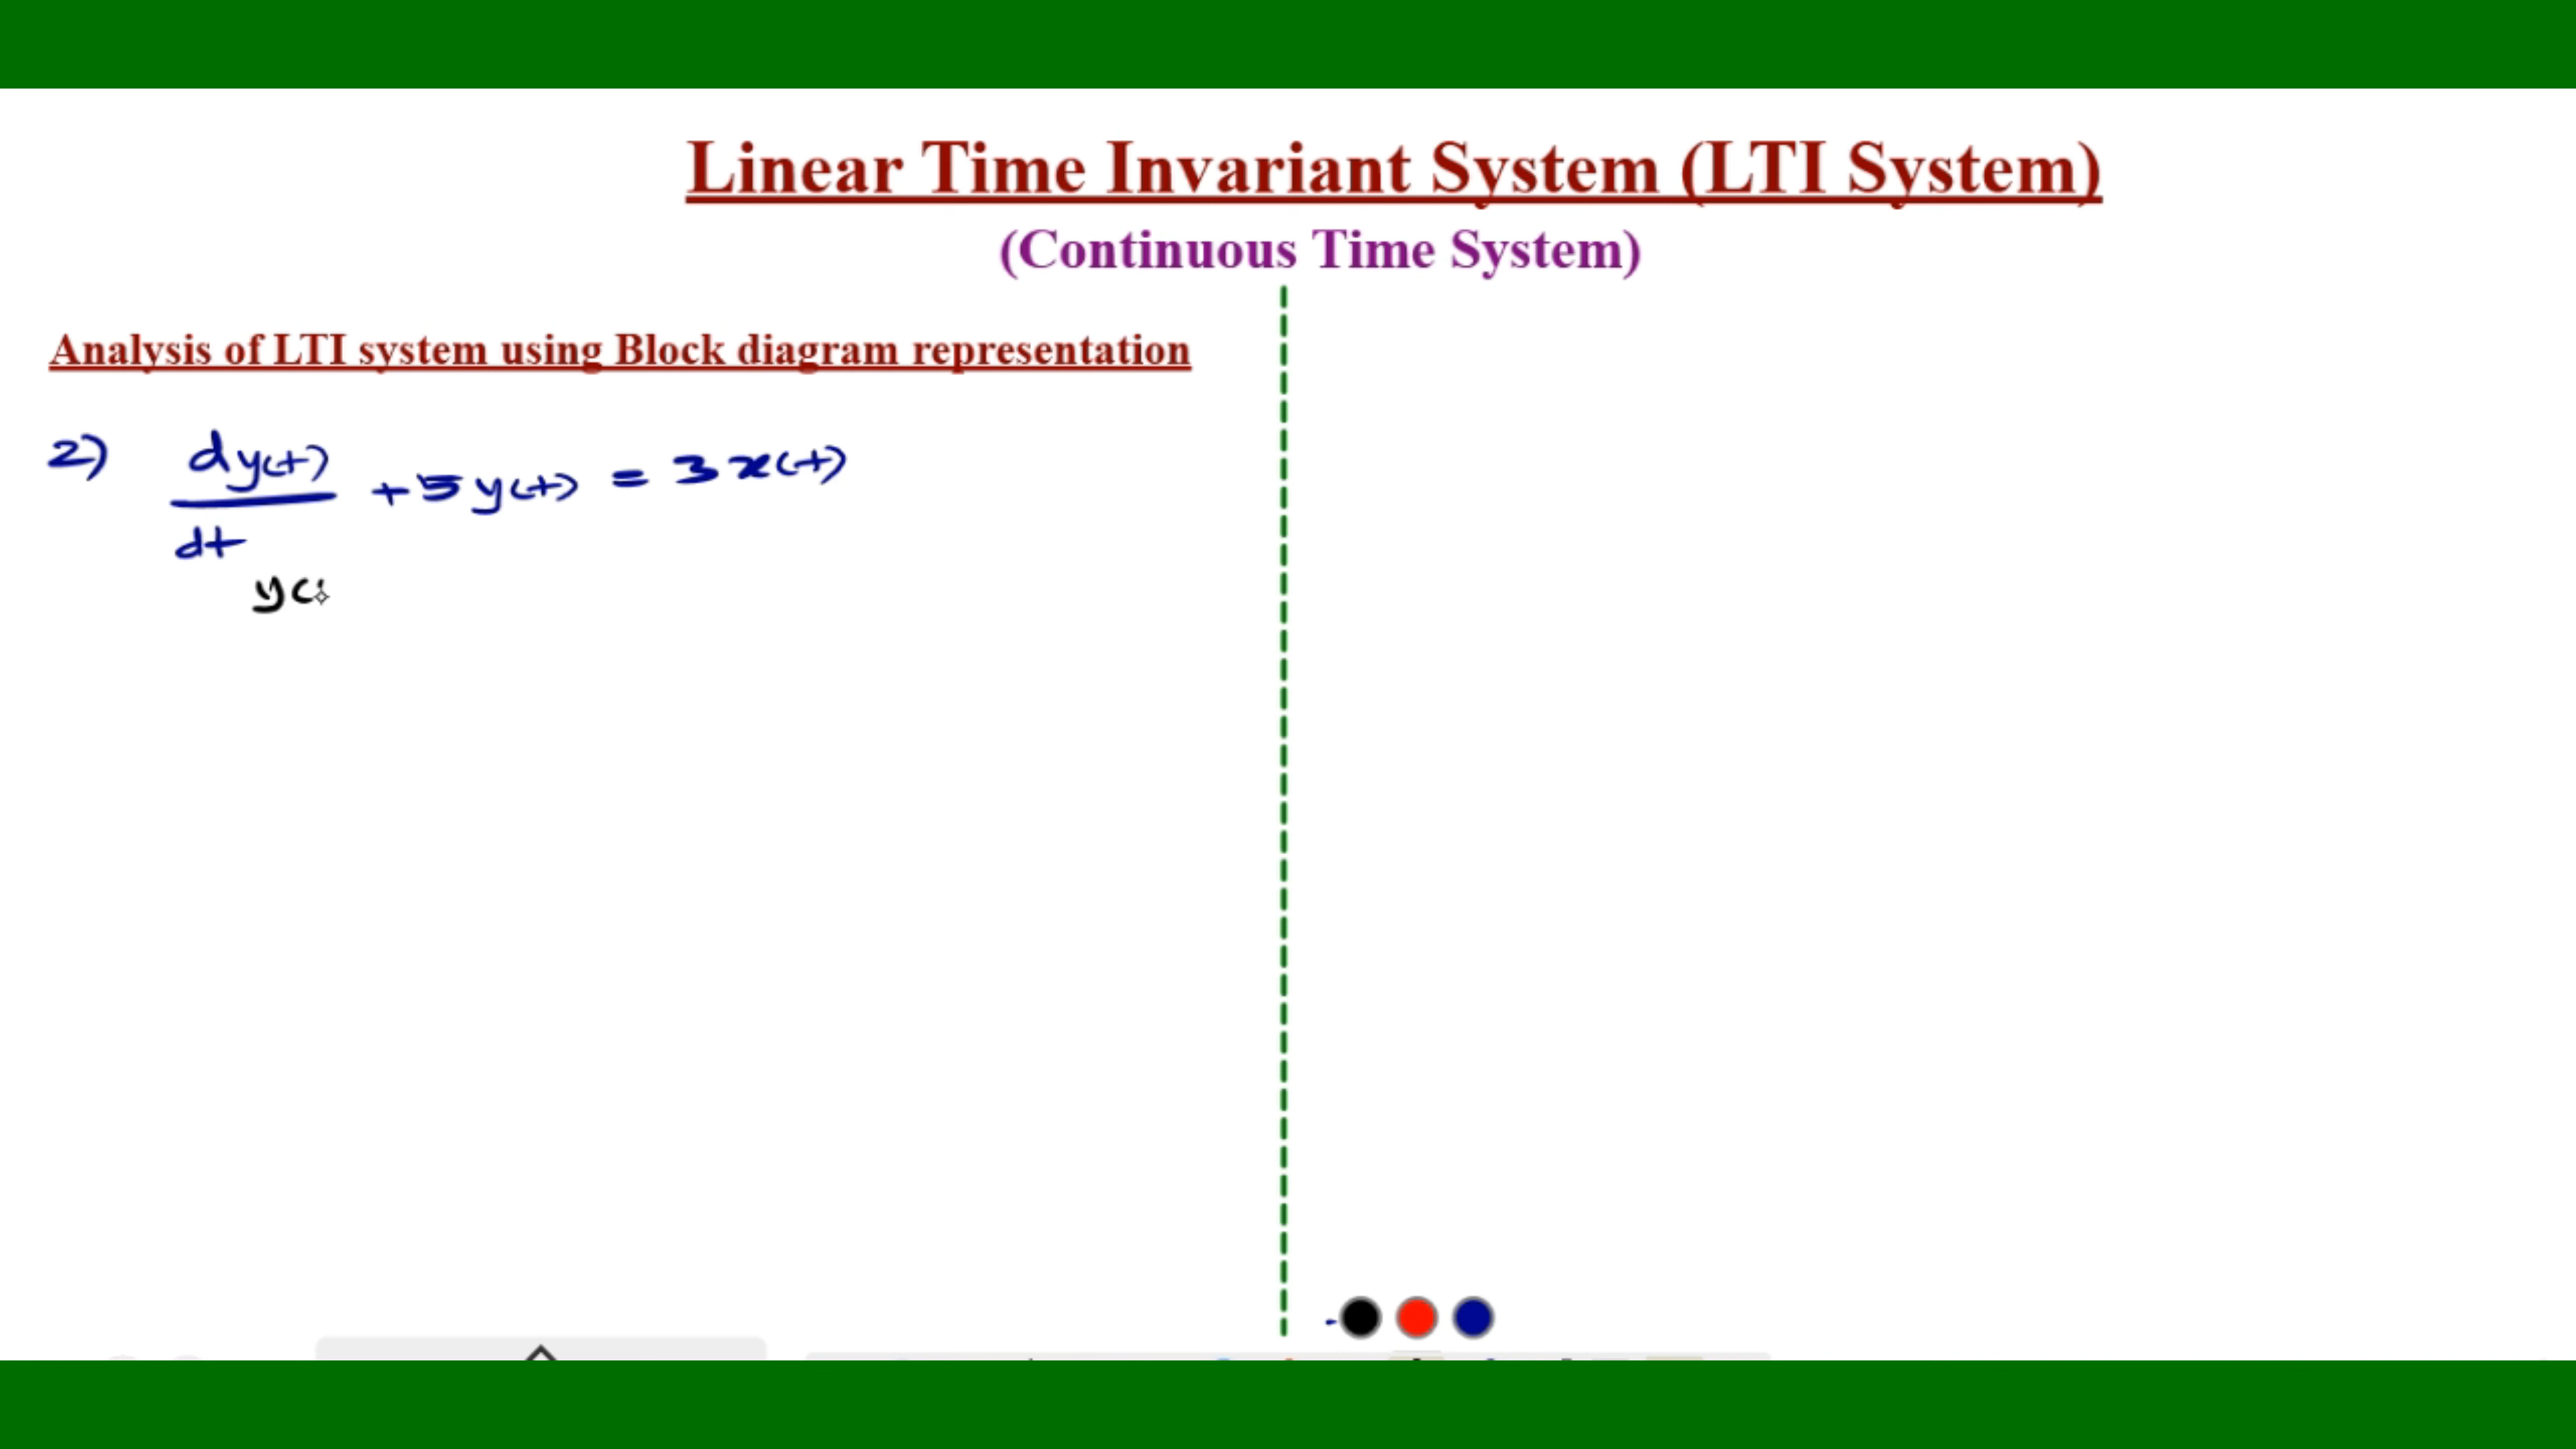 Linear Time Invariant System (LTI System)
(Continuous Time System)
Analysis of LTI system using Block diagram representation
2) dy(t)/dt + 5y(t) = 3x(t)
y(